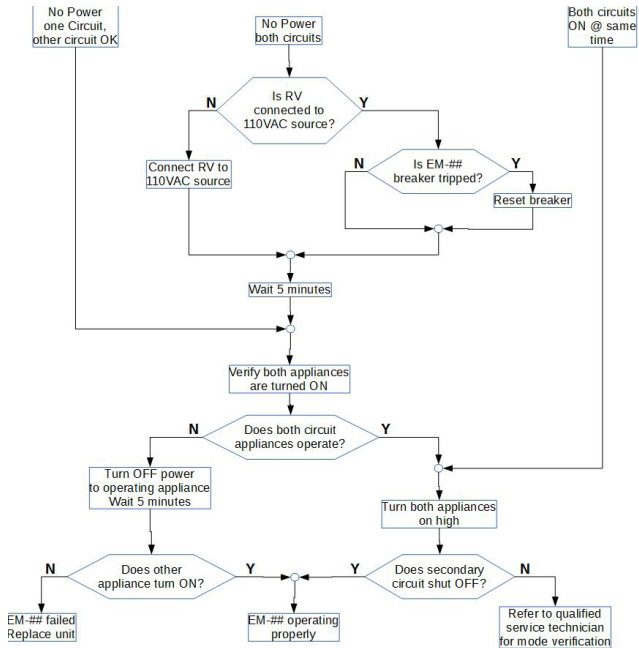 No Power
one Circuit,
other circuit OK
No Power
both circuits
Both circuits
ON @ same
time
Is RV
connected to
110VAC source?
N
Y
Connect RV to
110VAC source
Is EM-##
breaker tripped?
N
Y
Reset breaker
Wait 5 minutes
Verify both appliances
are turned ON
Does both circuit
appliances operate?
N
Y
Turn OFF power
to operating appliance
Wait 5 minutes
Turn both appliances
on high
Does other
appliance turn ON?
N
Y
Does secondary
circuit shut OFF?
Y
N
EM-## failed
Replace unit
EM-## operating
properly
Refer to qualified
service technician
for mode verification